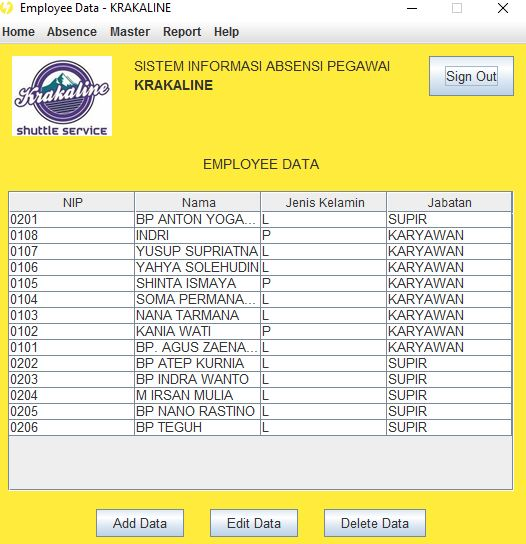 Employee Data - KRAKALINE
Home Absence Master Report Help
Krakaline
shuttle service
SISTEM INFORMASI ABSENSI PEGAWAI
KRAKALINE
Sign Out
EMPLOYEE DATA
NIP Nama Jenis Kelamin Jabatan
0201 BP ANTON YOGA... L SUPIR
0108 INDRI P KARYAWAN
0107 YUSUP SUPRIATNA L KARYAWAN
0106 YAHYA SOLEHUDIN L KARYAWAN
0105 SHINTA ISMAYA P KARYAWAN
0104 SOMA PERMANA... L KARYAWAN
0103 NANA TARMANA L KARYAWAN
0102 KANIA WATI P KARYAWAN
0101 BP. AGUS ZAENA... L KARYAWAN
0202 BP ATEP KURNIA L SUPIR
0203 BP INDRA WANTO L SUPIR
0204 M IRSAN MULIA L SUPIR
0205 BP NANO RASTINO L SUPIR
0206 BP TEGUH L SUPIR
Add Data Edit Data Delete Data